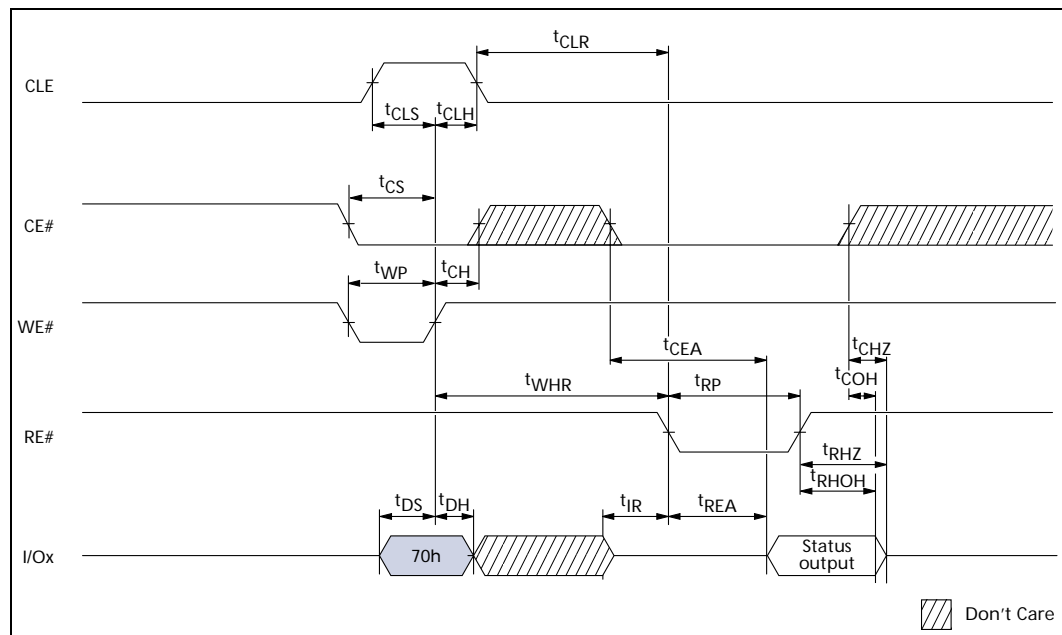 tCLR
CLE
tCLS tCLH
tCS
CE#
tWP tCH
WE#
tCEA tCHZ
tCOH
tWHR tRP
RE#
tRHZ
tRHOH
tDS tDH tIR tREA
I/Ox 70h Status
output
Don't Care